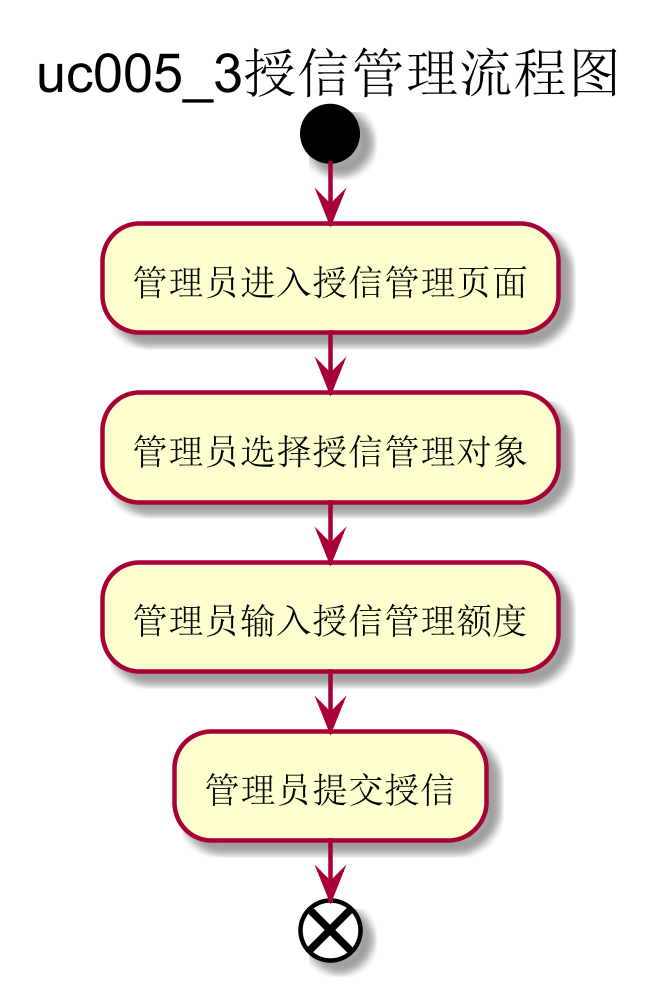 uc005_3授信管理流程图
管理员进入授信管理页面
管理员选择授信管理对象
管理员输入授信管理额度
管理员提交授信